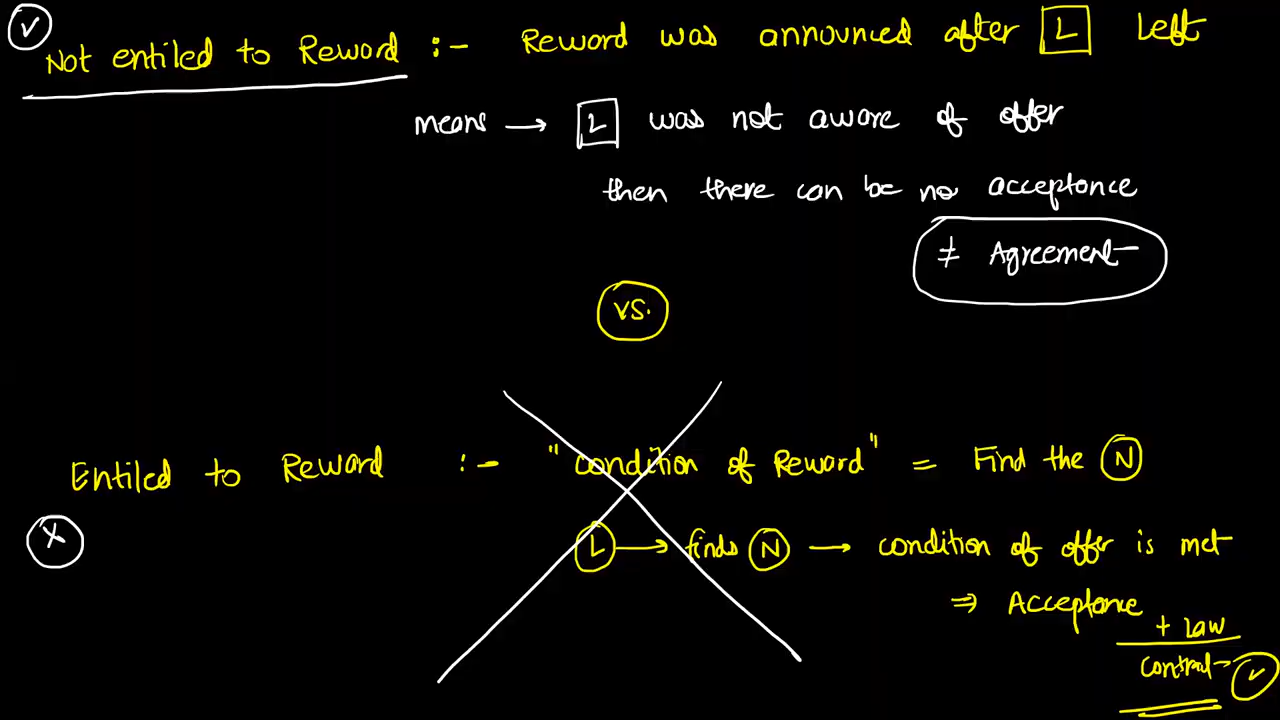 ✓
Not entiled to Reward :- Reward was announced after L left
means → L was not aware of offer
then there can be no acceptance
≠ Agreement
vs.
Entiled to Reward :- "condition of Reward" = Find the N
X
L → finds N → condition of offer is met
⇒ Acceptance
+ Law
contract ✓